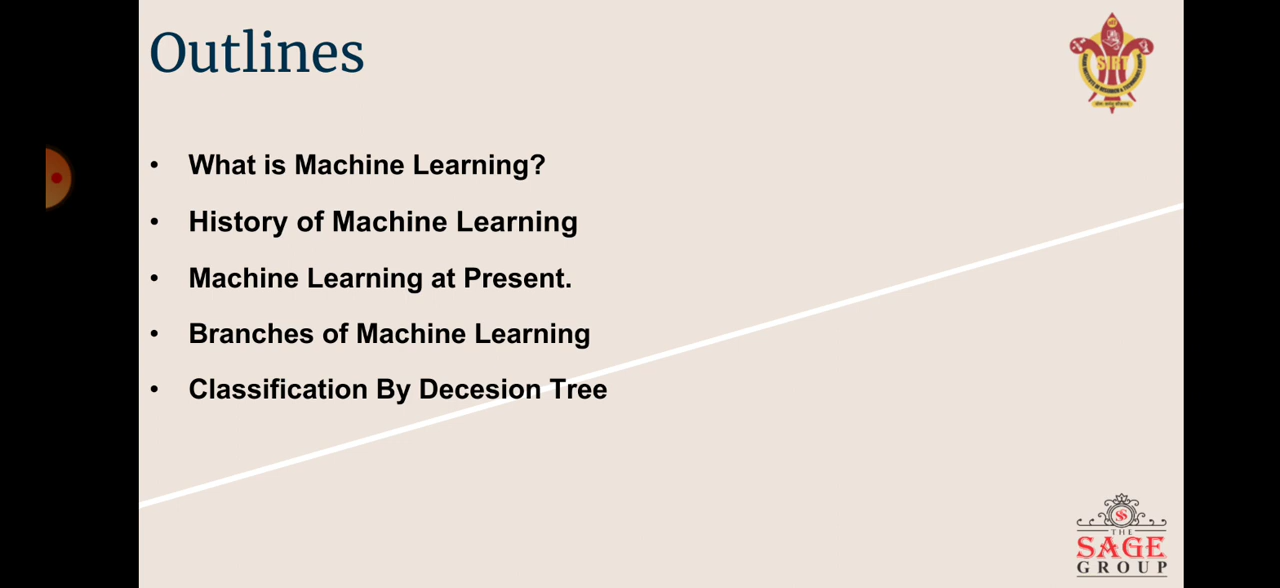 Outlines
SIRT
• What is Machine Learning?
• History of Machine Learning
• Machine Learning at Present.
• Branches of Machine Learning
• Classification By Decesion Tree
THE
SAGE
GROUP